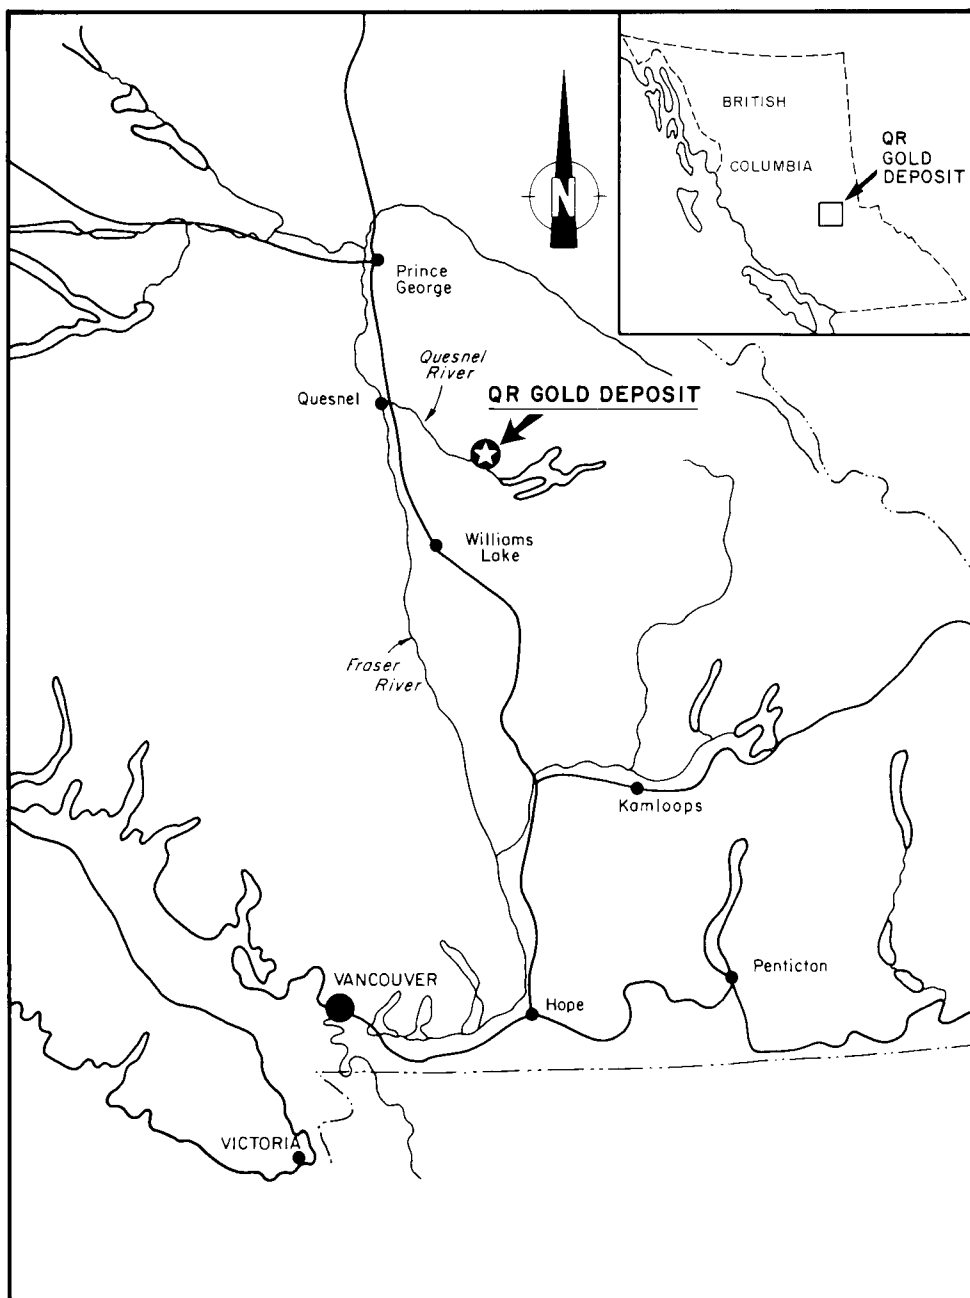 BRITISH
COLUMBIA
QR
GOLD
DEPOSIT
N
Prince
George
Quesnel
River
Quesnel
QR GOLD DEPOSIT
Williams
Lake
Fraser
River
Kamloops
Penticton
VANCOUVER
Hope
VICTORIA